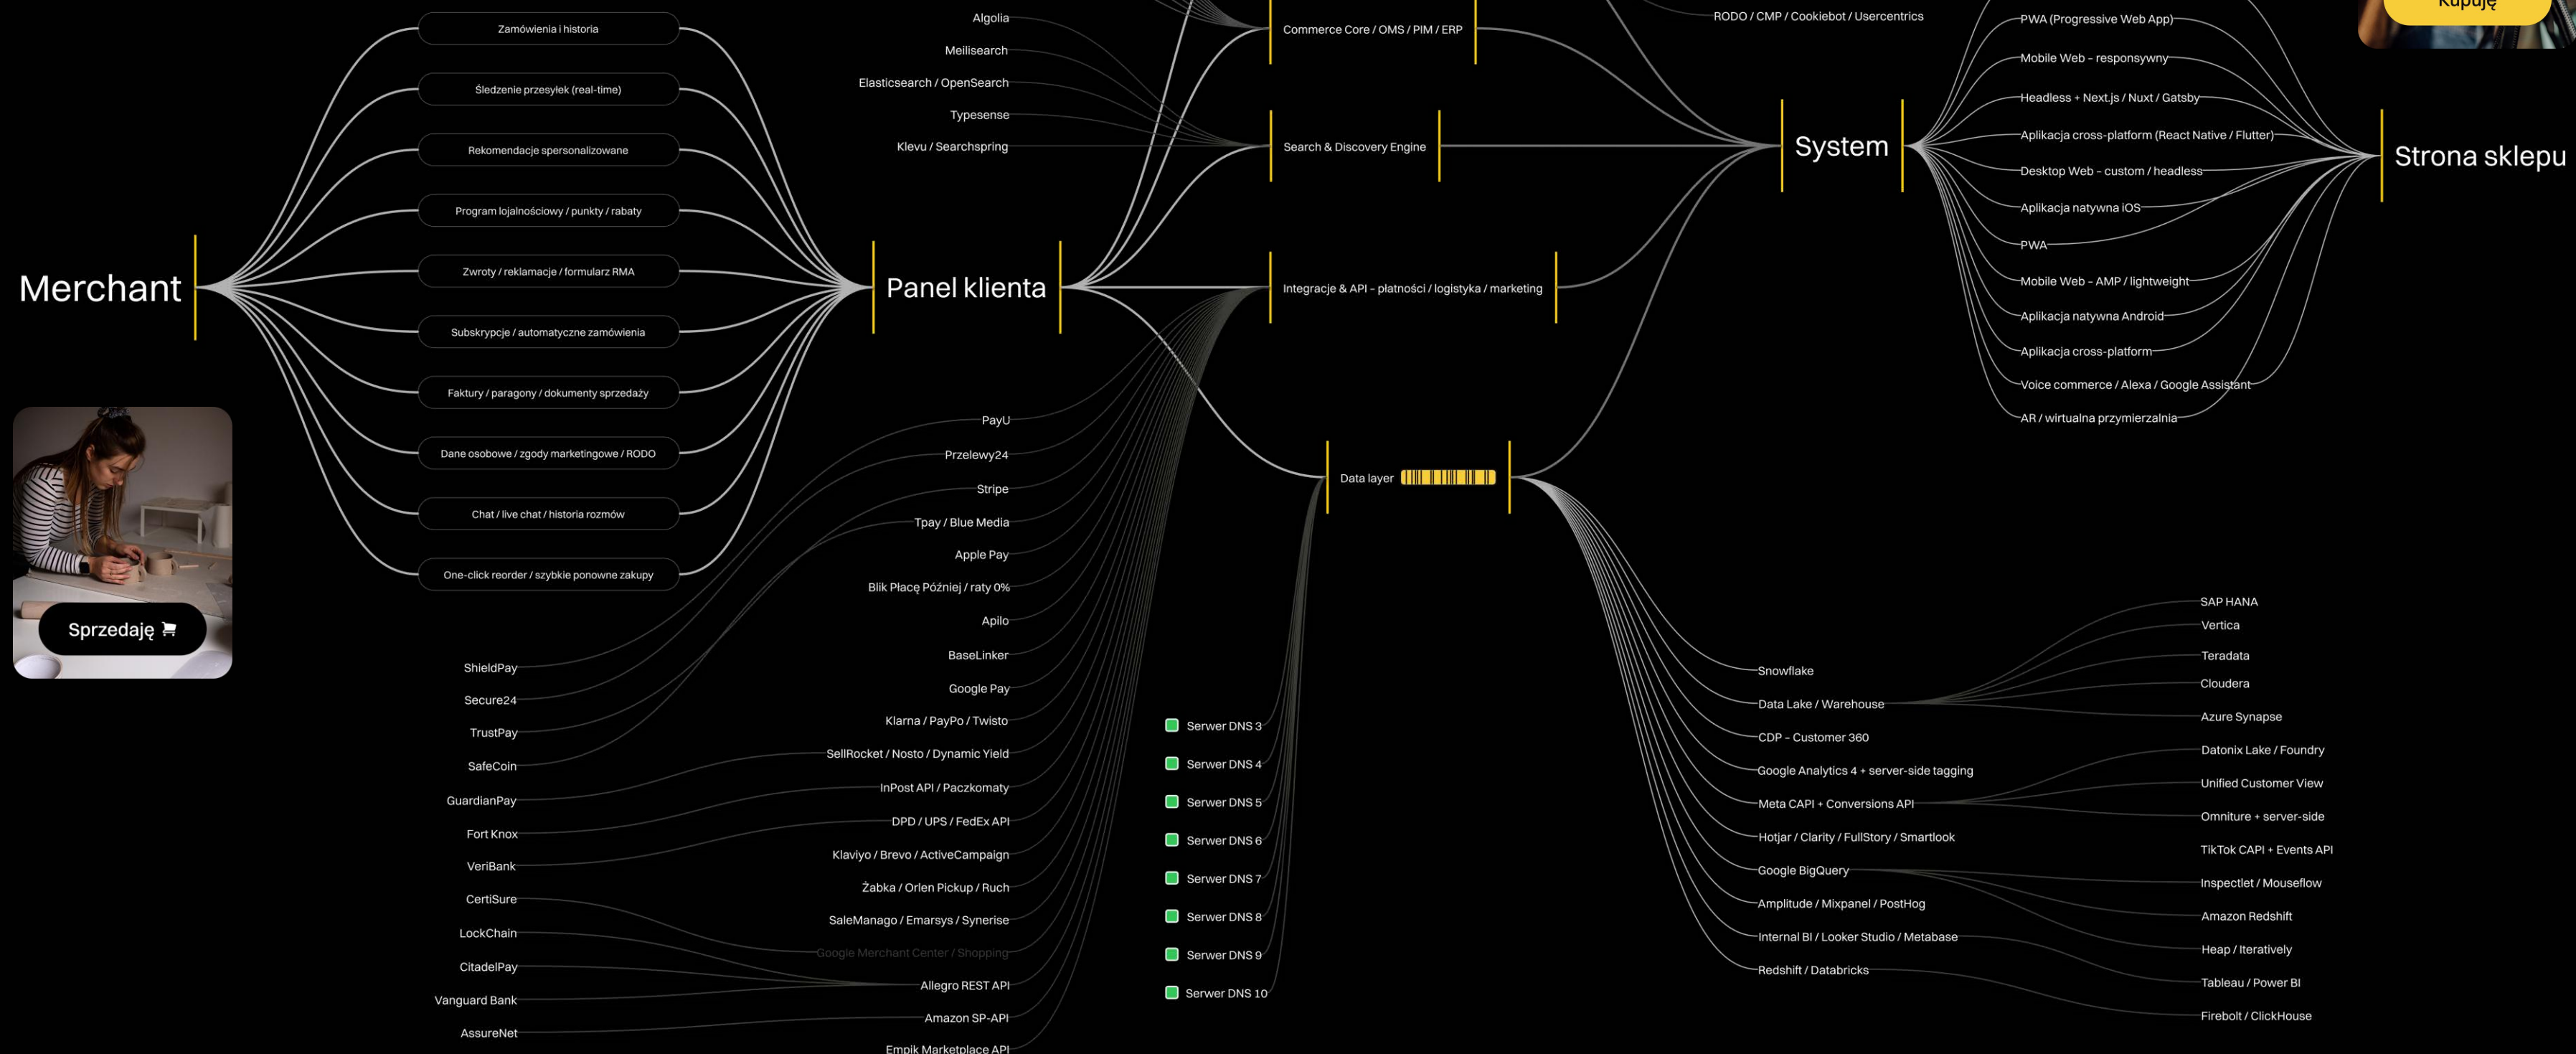 Merchant
Sprzedaję
Zamówienia i historia
Śledzenie przesyłek (real-time)
Rekomendacje spersonalizowane
Program lojalnościowy / punkty / rabaty
Zwroty / reklamacje / formularz RMA
Subskrypcje / automatyczne zamówienia
Faktury / paragony / dokumenty sprzedaży
Dane osobowe / zgody marketingowe / RODO
Chat / live chat / historia rozmów
One-click reorder / szybkie ponowne zakupy
Panel klienta
Algolia
Meilisearch
Elasticsearch / OpenSearch
Typesense
Klevu / Searchspring
Commerce Core / OMS / PIM / ERP
Search & Discovery Engine
Integracje & API – płatności / logistyka / marketing
Data layer
PayU
Przelewy24
Stripe
Tpay / Blue Media
Apple Pay
Blik Płacę Później / raty 0%
Apilo
BaseLinker
Google Pay
Klarna / PayPo / Twisto
SellRocket / Nosto / Dynamic Yield
InPost API / Paczkomaty
DPD / UPS / FedEx API
Klaviyo / Brevo / ActiveCampaign
Żabka / Orlen Pickup / Ruch
SaleManago / Emarsys / Synerise
Google Merchant Center / Shopping
Allegro REST API
Amazon SP-API
Empik Marketplace API
ShieldPay
Secure24
TrustPay
SafeCoin
GuardianPay
Fort Knox
VeriBank
CertiSure
LockChain
CitadelPay
Vanguard Bank
AssureNet
Serwer DNS 3
Serwer DNS 4
Serwer DNS 5
Serwer DNS 6
Serwer DNS 7
Serwer DNS 8
Serwer DNS 9
Serwer DNS 10
RODO / CMP / Cookiebot / Usercentrics
System
PWA (Progressive Web App)
Mobile Web – responsywny
Headless + Next.js / Nuxt / Gatsby
Aplikacja cross-platform (React Native / Flutter)
Desktop Web – custom / headless
Aplikacja natywna iOS
PWA
Mobile Web – AMP / lightweight
Aplikacja natywna Android
Aplikacja cross-platform
Voice commerce / Alexa / Google Assistant
AR / wirtualna przymierzalnia
Kupuję
Strona sklepu
Snowflake
Data Lake / Warehouse
CDP – Customer 360
Google Analytics 4 + server-side tagging
Meta CAPI + Conversions API
Hotjar / Clarity / FullStory / Smartlook
Google BigQuery
Amplitude / Mixpanel / PostHog
Internal BI / Looker Studio / Metabase
Redshift / Databricks
SAP HANA
Vertica
Teradata
Cloudera
Azure Synapse
Datonix Lake / Foundry
Unified Customer View
Omniture + server-side
TikTok CAPI + Events API
Inspectlet / Mouseflow
Amazon Redshift
Heap / Iteratively
Tableau / Power BI
Firebolt / ClickHouse